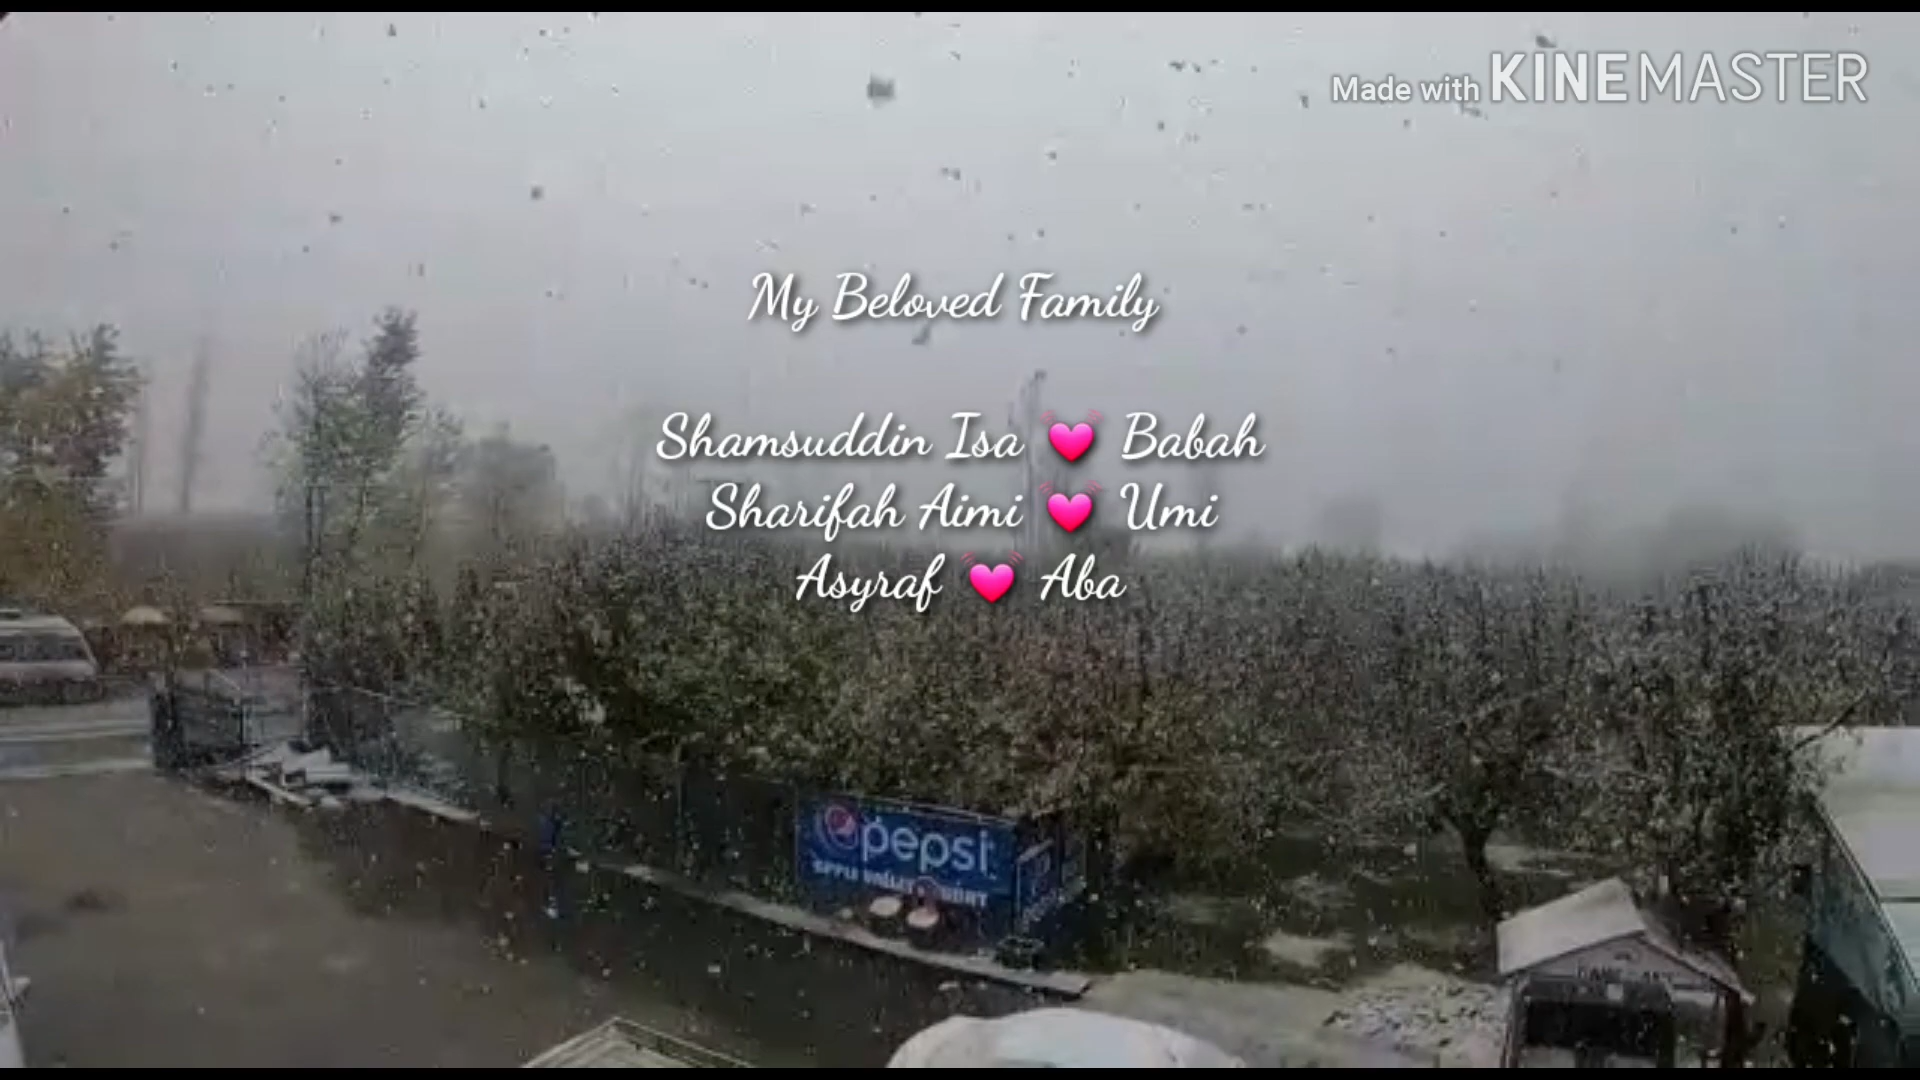 Made with KINEMASTER
My Beloved Family
Shamsuddin Isa 💓 Babah
Sharifah Aimi 💓 Umi
Asyraf 💓 Aba
pepsi